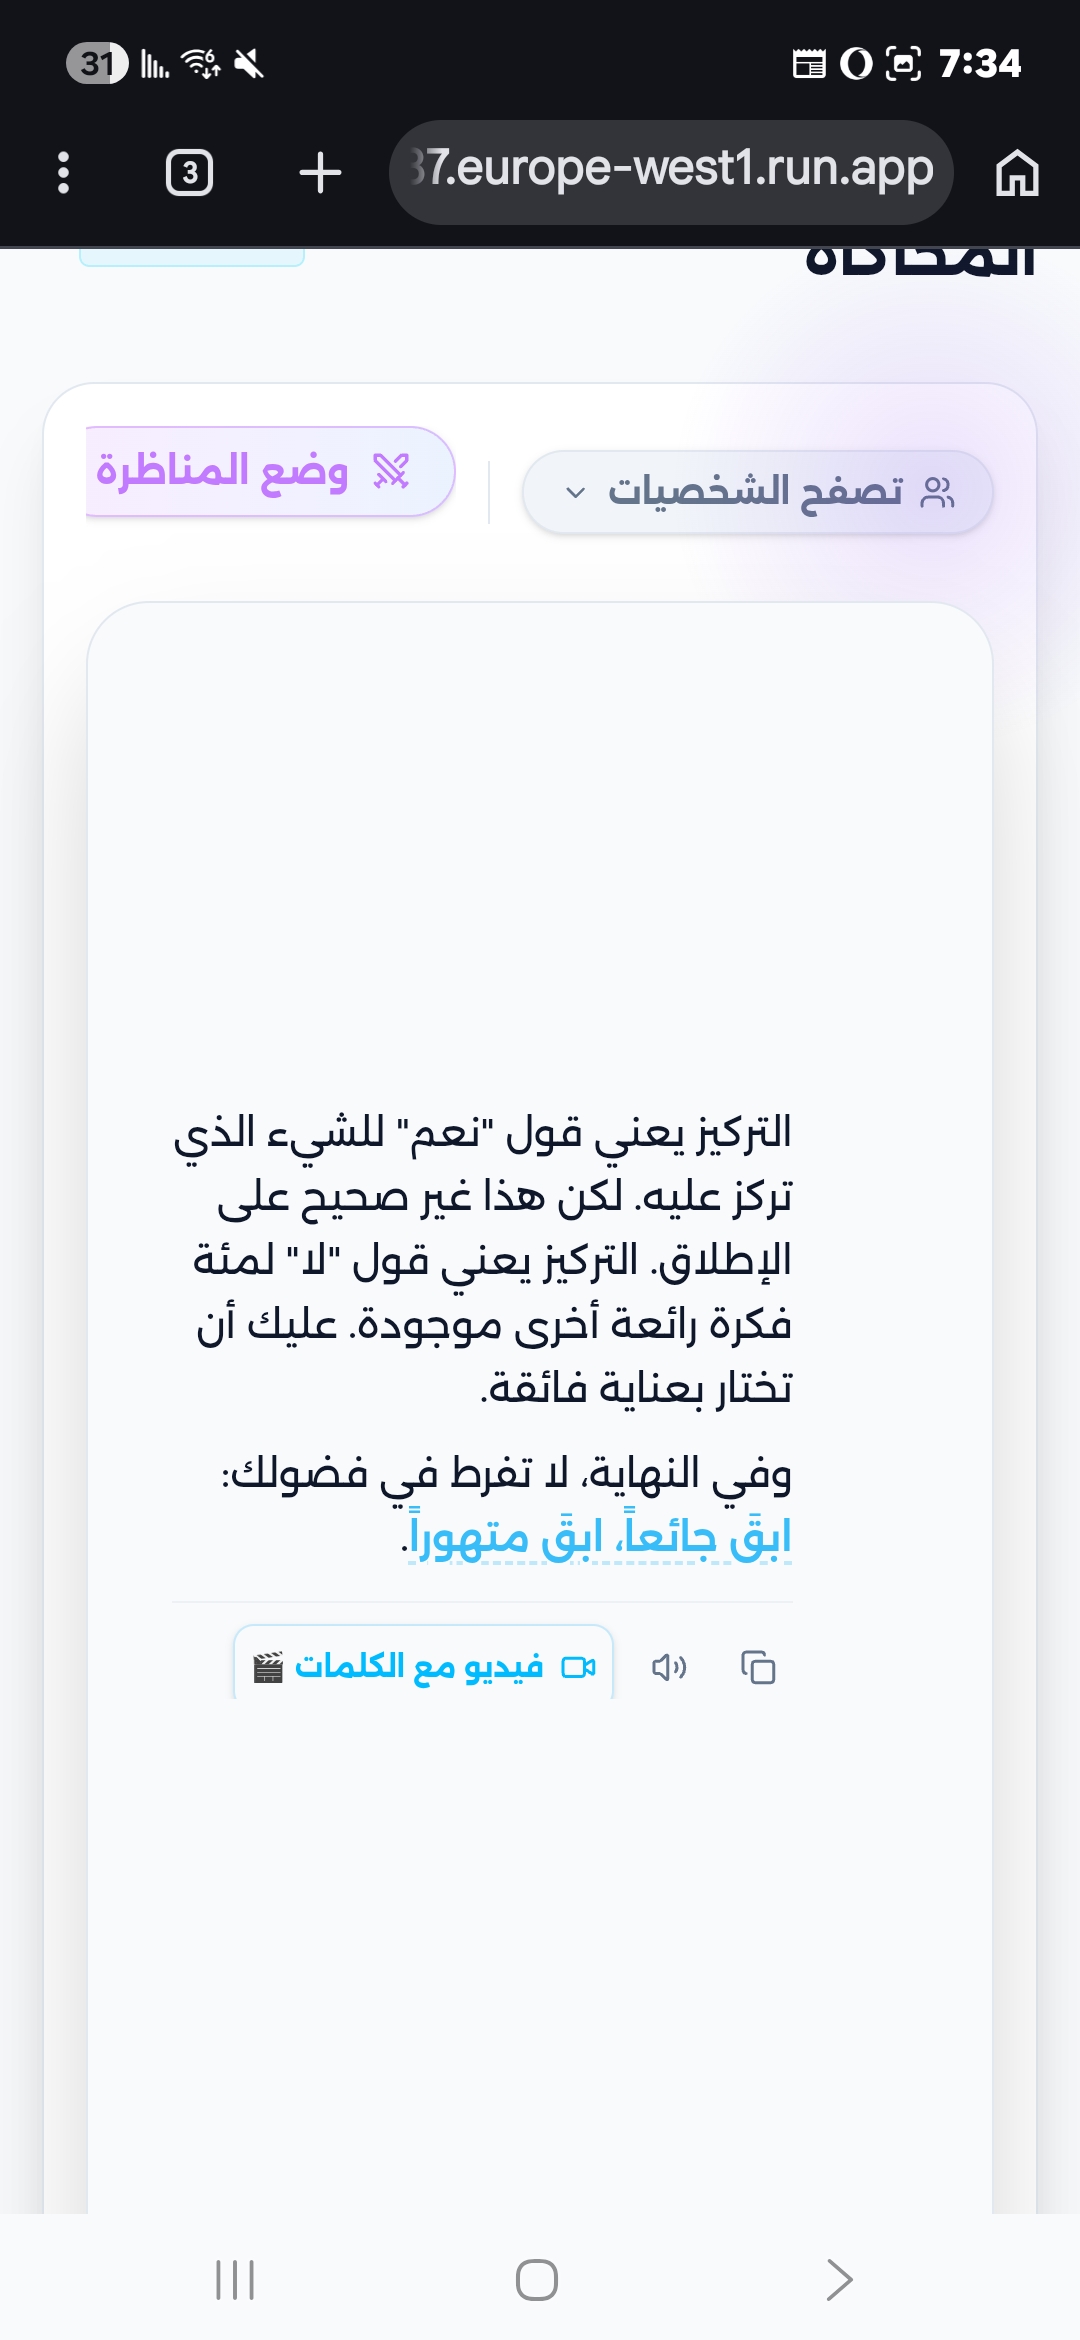 31
7:34
3
37.europe-west1.run.app
المحاكاة
تصفح الشخصيات
وضع المناظرة
التركيز يعني قول "نعم" للشيء الذي
تركز عليه. لكن هذا غير صحيح على
الإطلاق. التركيز يعني قول "لا" لمئة
فكرة رائعة أخرى موجودة. عليك أن
تختار بعناية فائقة.
وفي النهاية، لا تفرط في فضولك:
ابقَ جائعاً، ابقَ متهوراً.
فيديو مع الكلمات 🎬